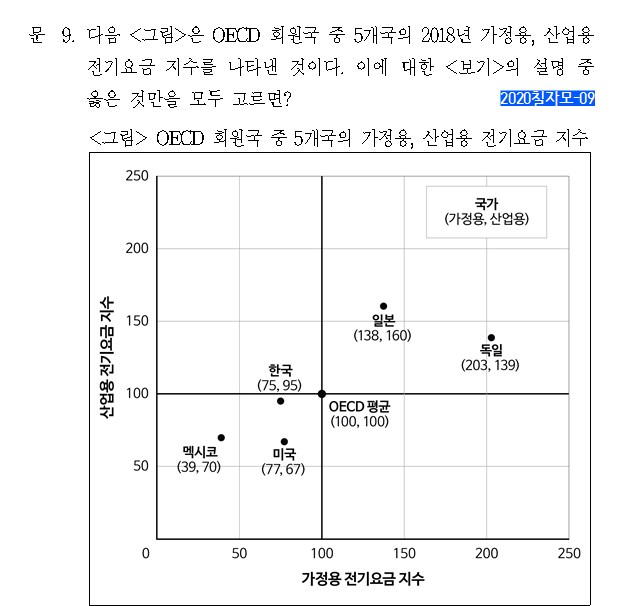 문 9. 다음 <그림>은 OECD 회원국 중 5개국의 2018년 가정용, 산업용
전기요금 지수를 나타낸 것이다. 이에 대한 <보기>의 설명 중
옳은 것만을 모두 고르면?
2020칠자모-09
<그림> OECD 회원국 중 5개국의 가정용, 산업용 전기요금 지수
250
200
150
100
50
0
50
100
150
200
250
산업용 전기요금 지수
가정용 전기요금 지수
국가
(가정용, 산업용)
일본
(138, 160)
독일
(203, 139)
한국
(75, 95)
OECD 평균
(100, 100)
멕시코
(39, 70)
미국
(77, 67)